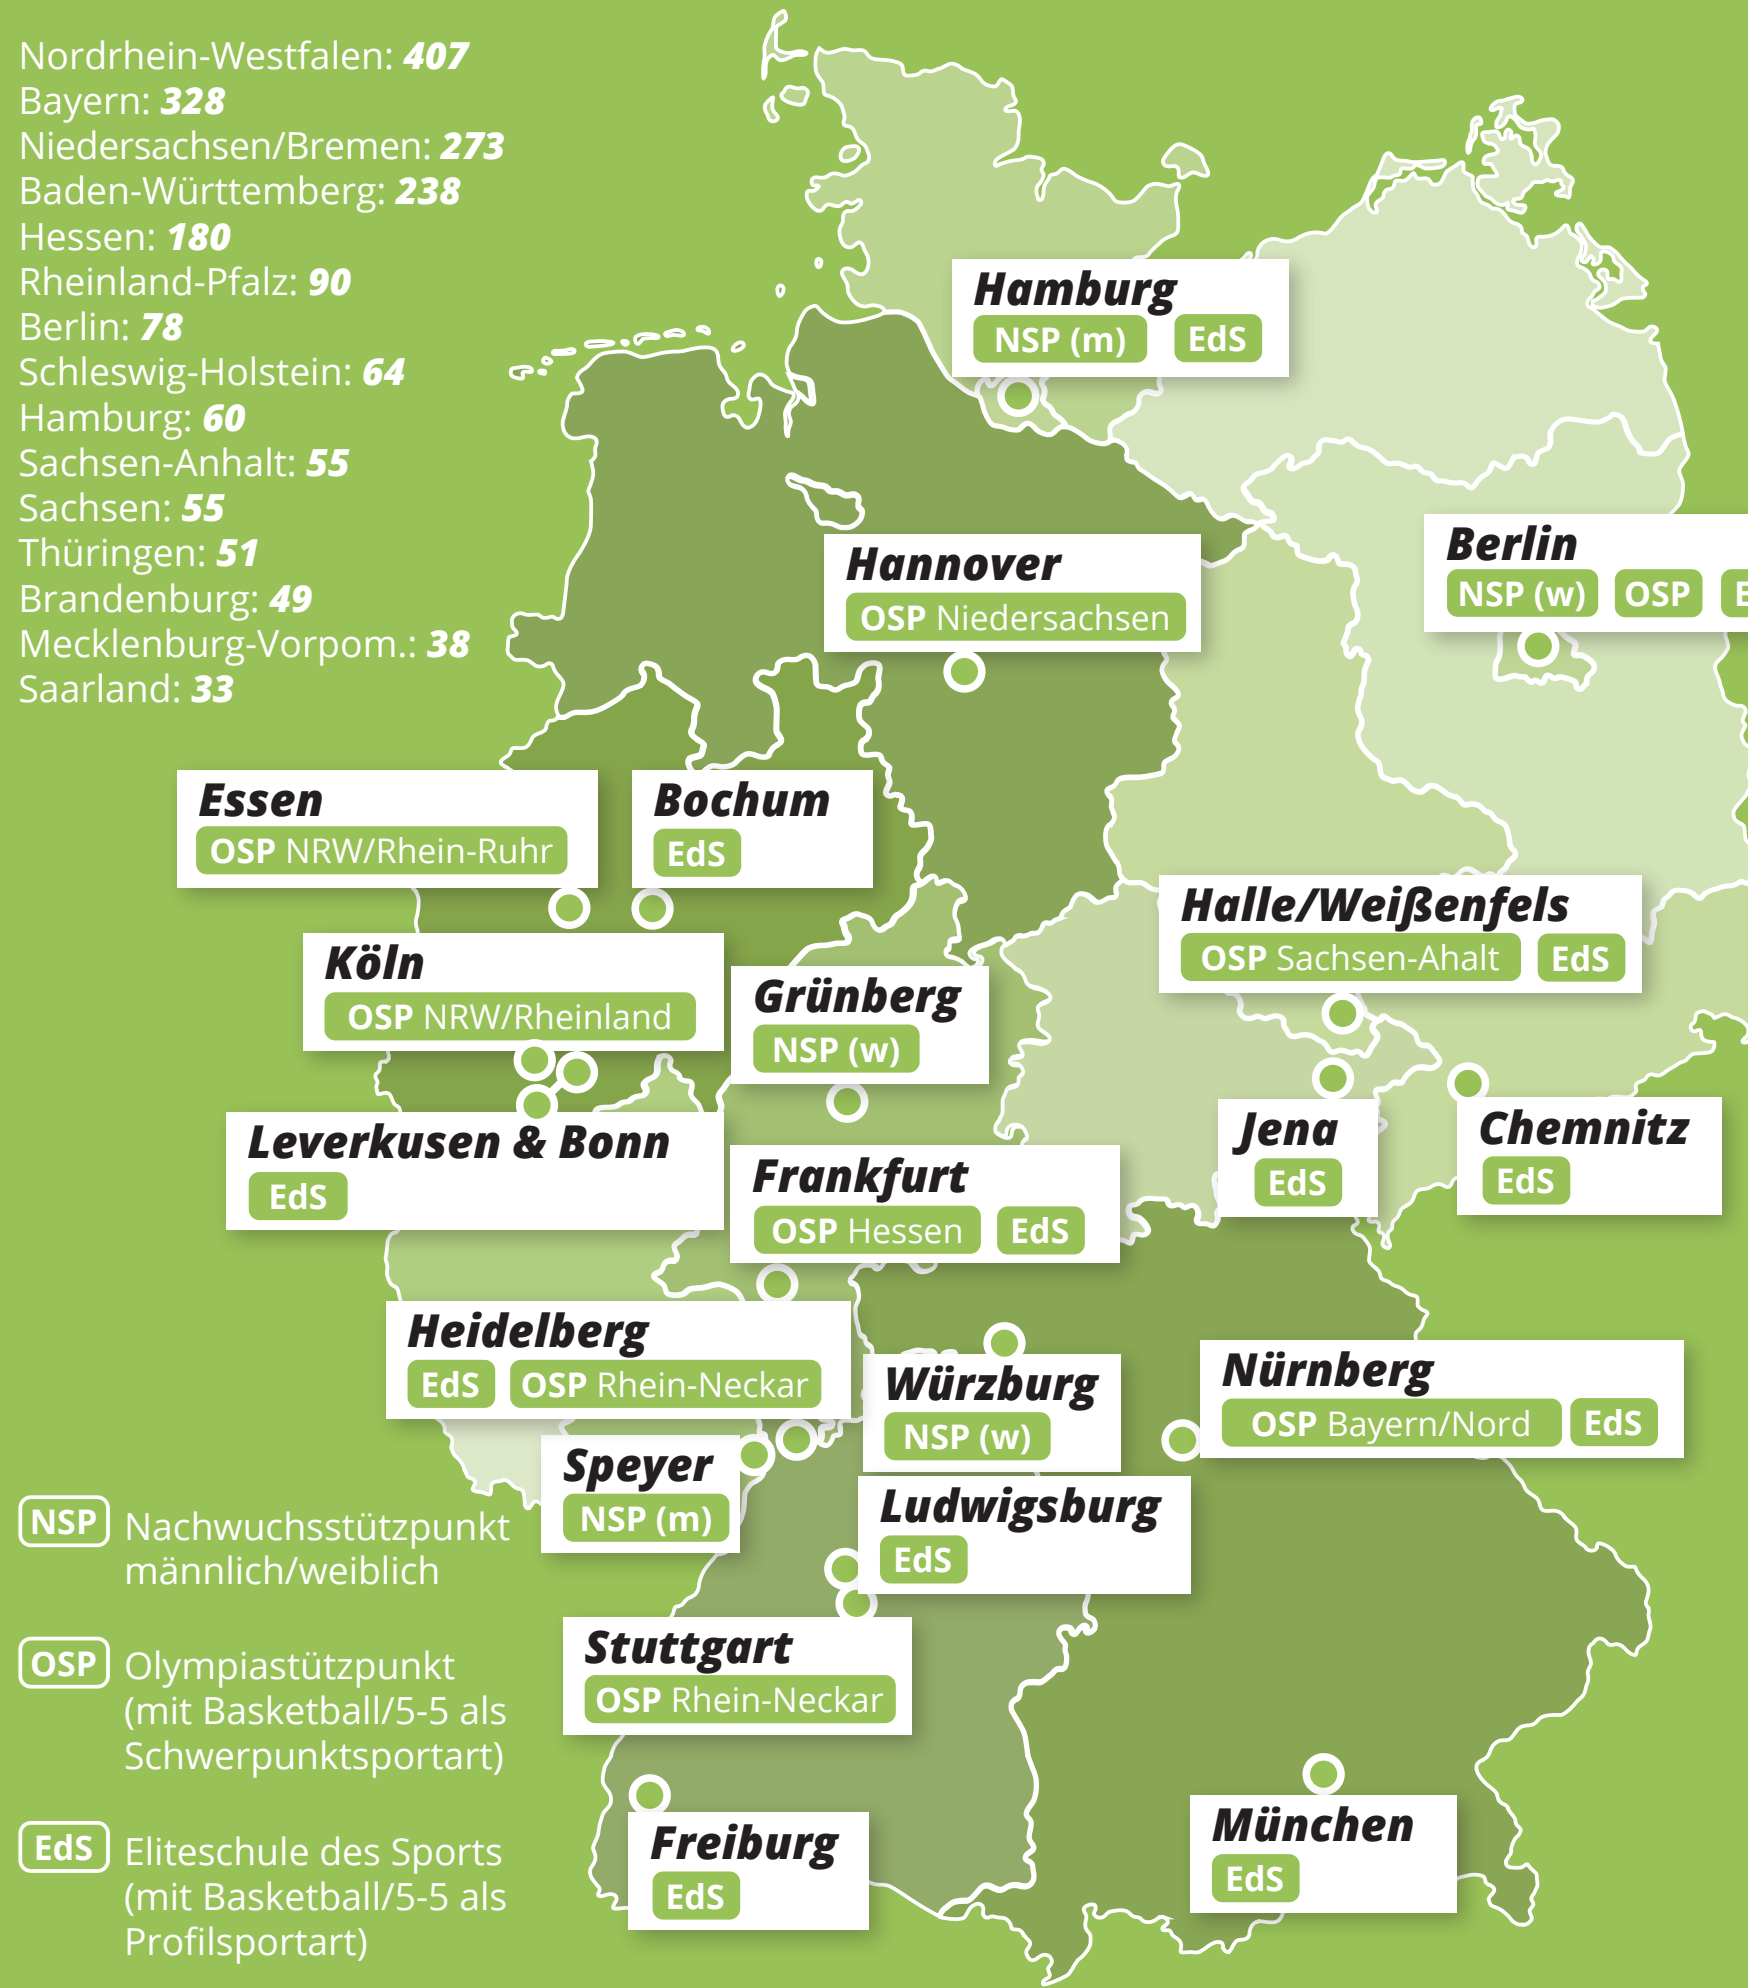 Nordrhein-Westfalen: 407
Bayern: 328
Niedersachsen/Bremen: 273
Baden-Württemberg: 238
Hessen: 180
Rheinland-Pfalz: 90
Berlin: 78
Schleswig-Holstein: 64
Hamburg: 60
Sachsen-Anhalt: 55
Sachsen: 55
Thüringen: 51
Brandenburg: 49
Mecklenburg-Vorpom.: 38
Saarland: 33
Hamburg
NSP (m) EdS
Hannover
OSP Niedersachsen
Berlin
NSP (w) OSP E
Essen
OSP NRW/Rhein-Ruhr
Bochum
EdS
Halle/Weißenfels
OSP Sachsen-Ahalt EdS
Köln
OSP NRW/Rheinland
Grünberg
NSP (w)
Leverkusen & Bonn
EdS
Frankfurt
OSP Hessen EdS
Jena
EdS
Chemnitz
EdS
Heidelberg
EdS OSP Rhein-Neckar
Würzburg
NSP (w)
Nürnberg
OSP Bayern/Nord EdS
Speyer
NSP (m)
Ludwigsburg
EdS
Stuttgart
OSP Rhein-Neckar
Freiburg
EdS
München
EdS
NSP Nachwuchsstützpunkt
männlich/weiblich
OSP Olympiastützpunkt
(mit Basketball/5-5 als
Schwerpunktsportart)
EdS Eliteschule des Sports
(mit Basketball/5-5 als
Profilsportart)